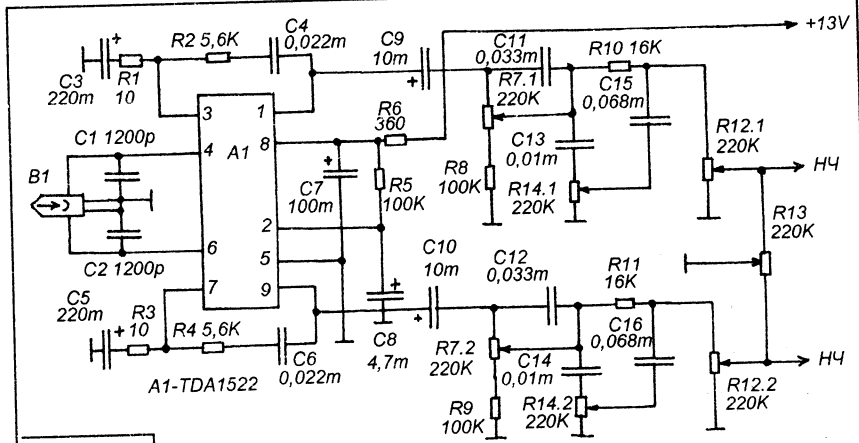 C3
220m
R1
10
R2 5,6K
C4
0,022m
C9
10m
C11
0,033m
R7.1
220K
R10 16K
C15
0,068m
+13V
3
1
4
A1
8
6
2
5
7
9
R6
360
C1 1200p
B1
C2 1200p
C7
100m
R5
100K
R8
100K
C13
0,01m
R14.1
220K
R12.1
220K
НЧ
R13
220K
C5
220m
R3
10
R4 5,6K
C6
0,022m
A1-TDA1522
C8
4,7m
C10
10m
C12
0,033m
R11
16K
R7.2
220K
C14
0,01m
C16
0,068m
R9
100K
R14.2
220K
R12.2
220K
НЧ